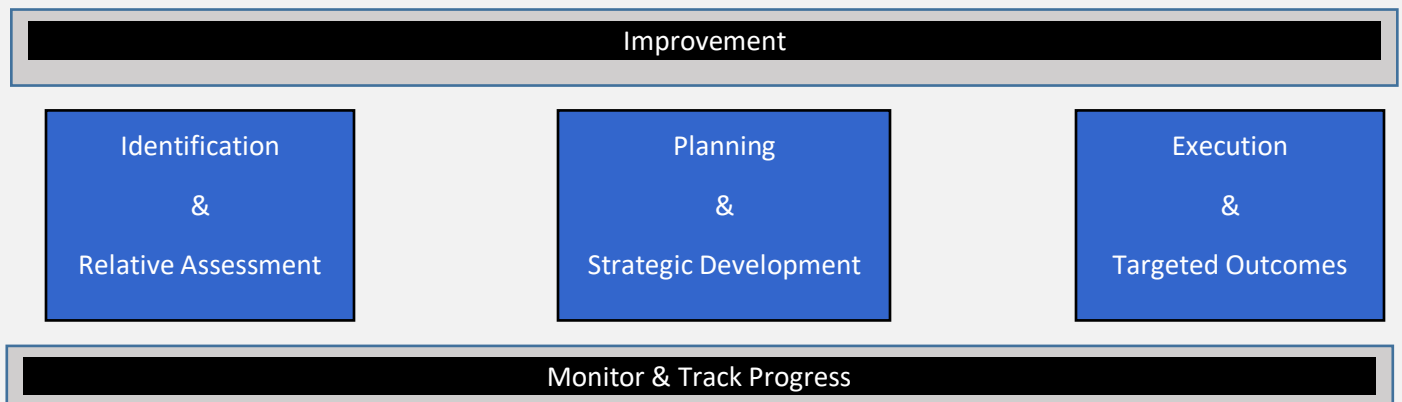 Improvement
Identification
&
Relative Assessment
Planning
&
Strategic Development
Execution
&
Targeted Outcomes
Monitor & Track Progress